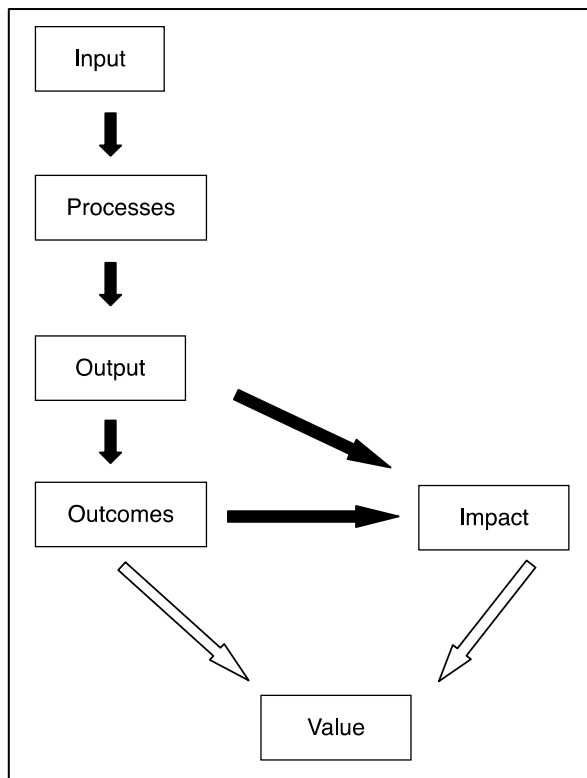 Input
Processes
Output
Outcomes
Impact
Value